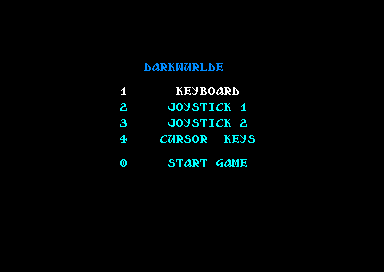 DARKWURLDE
1 KEYBOARD
2 JOYSTICK 1
3 JOYSTICK 2
4 CURSOR KEYS
0 START GAME